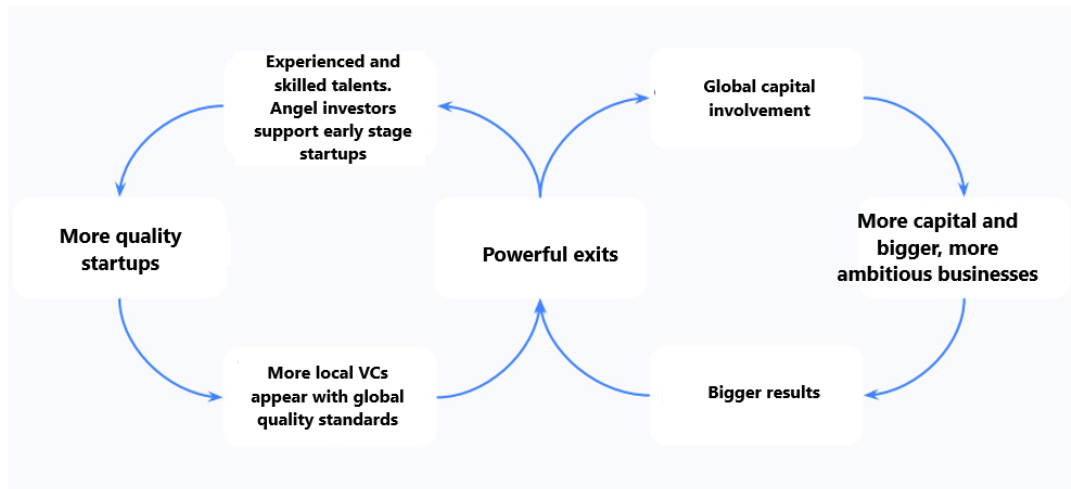 Experienced and
skilled talents.
Angel investors
support early stage
startups
Global capital
involvement
More quality
startups
Powerful exits
More capital and
bigger, more
ambitious businesses
More local VCs
appear with global
quality standards
Bigger results